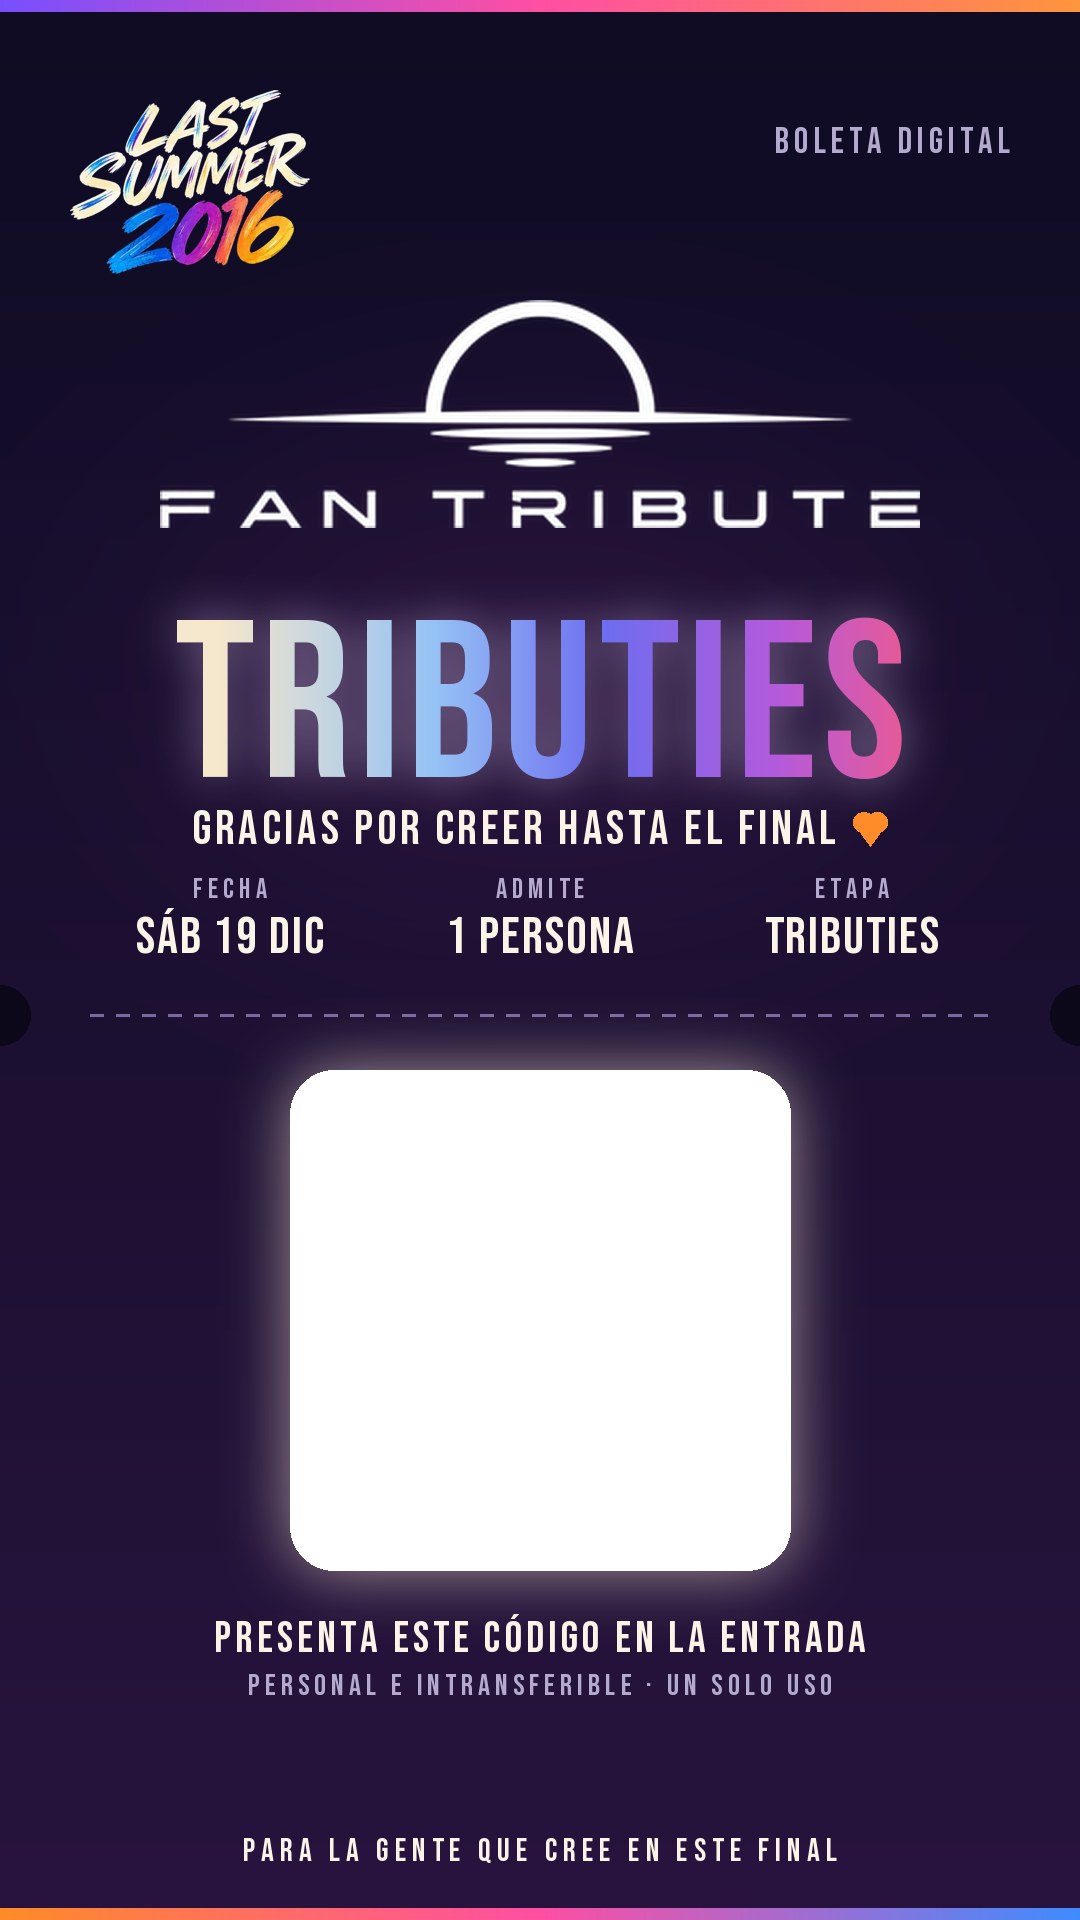 LAST
SUMMER
2016
BOLETA DIGITAL
FAN TRIBUTE
TRIBUTIES
GRACIAS POR CREER HASTA EL FINAL 🧡
FECHA
SÁB 19 DIC
ADMITE
1 PERSONA
ETAPA
TRIBUTIES
PRESENTA ESTE CÓDIGO EN LA ENTRADA
PERSONAL E INTRANSFERIBLE · UN SOLO USO
PARA LA GENTE QUE CREE EN ESTE FINAL